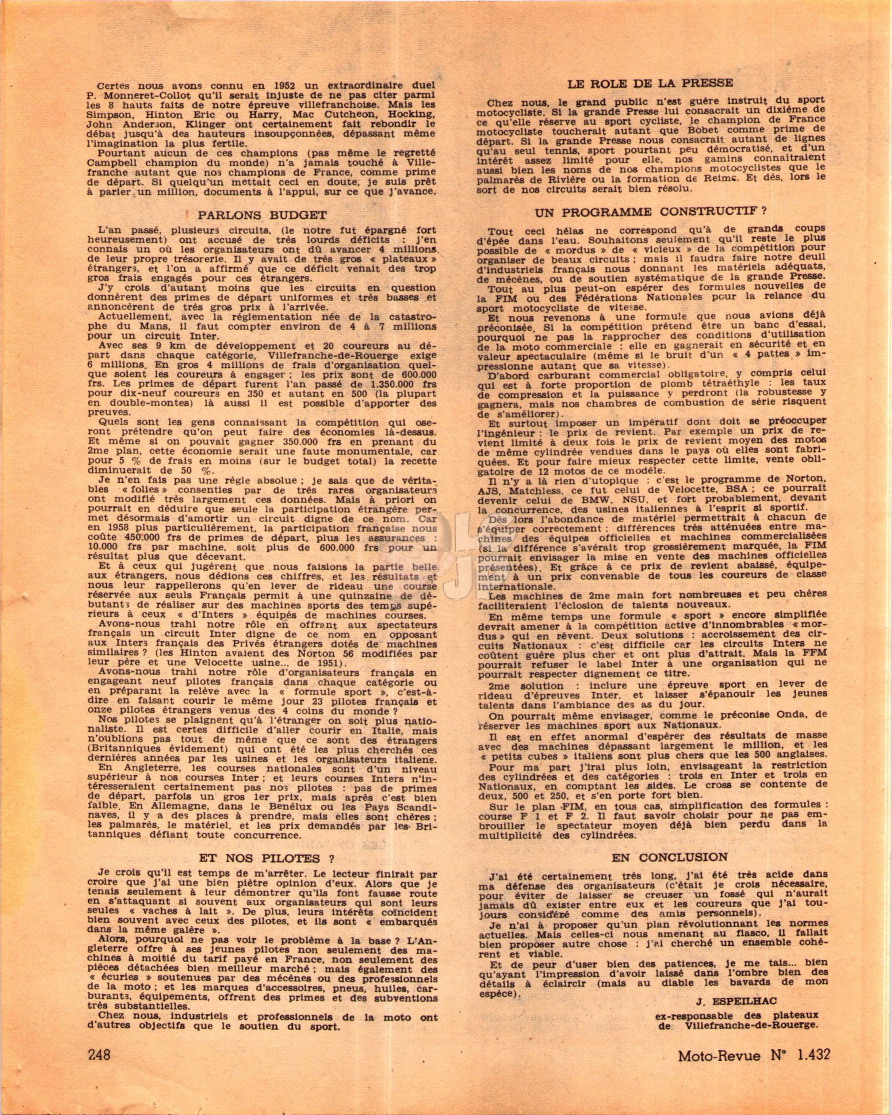 Certes nous avons connu en 1952 un extraordinaire duel
P. Monneret-Collot qu'il serait injuste de ne pas citer parmi
les 8 hauts faits de notre épreuve villefranchoise. Mais les
Simpson, Hinton Eric ou Harry, Mac Cutcheon, Hocking,
John Anderson, Klinger ont certainement fait rebondir le
débat jusqu'à des hauteurs insoupçonnées, dépassant même
l'imagination la plus fertile.
Pourtant aucun de ces champions (pas même le regretté
Campbell champion du monde) n'a jamais touché à Ville-
franche autant que nos champions de France, comme prime
de départ. Si quelqu'un mettait ceci en doute, je suis prêt
à parier un million, documents à l'appui, sur ce que j'avance.
PARLONS BUDGET
L'an passé, plusieurs circuits, (le notre fut épargné fort
heureusement) ont accusé de très lourds déficits : j'en
connais un où les organisateurs ont dû avancer 4 millions
de leur propre trésorerie. Il y avait de très gros « plateaux »
étrangers, et l'on a affirmé que ce déficit venait des trop
gros frais engagés pour ces étrangers.
J'y crois d'autant moins que les circuits en question
donnèrent des primes de départ uniformes et très basses et
annoncèrent de très gros prix à l'arrivée.
Actuellement, avec la réglementation née de la catastro-
phe du Mans, il faut compter environ de 4 à 7 millions
pour un circuit Inter.
Avec ses 9 km de développement et 20 coureurs au dé-
part dans chaque catégorie, Villefranche-de-Rouerge exige
6 millions. En gros 4 millions de frais d'organisation quel-
que soient les coureurs à engager ; les prix sont de 600.000
frs. Les primes de départ furent l'an passé de 1.350.000 frs
pour dix-neuf coureurs en 350 et autant en 500 (la plupart
en double-montes) là aussi il est possible d'apporter des
preuves.
Quels sont les gens connaissant la compétition qui ose-
ront prétendre qu'on peut faire des économies là-dessus.
Et même si on pouvait gagner 350.000 frs en prenant du
2me plan, cette économie serait une faute monumentale, car
pour 5 % de frais en moins (sur le budget total) la recette
diminuerait de 50 %.
Je n'en fais pas une règle absolue ; je sais que de vérita-
bles « folies » consenties par de très rares organisateurs
ont modifié très largement ces données. Mais à priori on
pourrait en déduire que seule la participation étrangère per-
met désormais d'amortir un circuit digne de ce nom. Car
en 1958 plus particulièrement, la participation française nous
coûte 450.000 frs de primes de départ, plus les assurances :
10.000 frs par machine, soit plus de 600.000 frs pour un
résultat plus que décevant.
Et à ceux qui jugèrent que nous faisions la partie belle
aux étrangers, nous dédions ces chiffres, et les résultats et
nous leur rappellerons qu'en lever de rideau une course
réservée aux seuls Français permit à une quinzaine de dé-
butants de réaliser sur des machines sports des temps supé-
rieurs à ceux « d'Inters » équipés de machines courses.
Avons-nous trahi notre rôle en offrant aux spectateurs
français un circuit Inter digne de ce nom en opposant
aux Inters français des Privés étrangers dotés de machines
similaires ? (les Hinton avaient des Norton 56 modifiées par
leur père et une Velocette usine... de 1951).
Avons-nous trahi notre rôle d'organisateurs français en
engageant neuf pilotes français dans chaque catégorie ou
en préparant la relève avec la « formule sport », c'est-à-
dire en faisant courir le même jour 23 pilotes français et
onze pilotes étrangers venus des 4 coins du monde ?
Nos pilotes se plaignent qu'à l'étranger on soit plus natio-
naliste. Il est certes difficile d'aller courir en Italie, mais
n'oublions pas tout de même que ce sont des étrangers
(Britanniques évidement) qui ont été les plus cherchés ces
dernières années par les usines et les organisateurs italiens.
En Angleterre, les courses nationales sont d'un niveau
supérieur à nos courses Inter ; et leurs courses Inters n'in-
téresseraient certainement pas nos pilotes : pas de primes
de départ, parfois un gros 1er prix, mais après c'est bien
faible. En Allemagne, dans le Benélux ou les Pays Scandi-
naves, il y a des places à prendre, mais elles sont chères ;
les palmarès, le matériel, et les prix demandés par les Bri-
tanniques défiant toute concurrence.
ET NOS PILOTES ?
Je crois qu'il est temps de m'arrêter. Le lecteur finirait par
croire que j'ai une bien piètre opinion d'eux. Alors que je
tenais seulement à leur démontrer qu'ils font fausse route
en s'attaquant si souvent aux organisateurs qui sont leurs
seules « vaches à lait ». De plus, leurs intérêts coïncident
bien souvent avec ceux des pilotes, et ils sont « embarqués
dans la même galère ».
Alors, pourquoi ne pas voir le problème à la base ? L'An-
gleterre offre à ses jeunes pilotes non seulement des ma-
chines à moitié du tarif payé en France, non seulement des
pièces détachées bien meilleur marché ; mais également des
« écuries » soutenues par des mécènes ou des professionnels
de la moto ; et les marques d'accessoires, pneus, huiles, car-
burants, équipements, offrent des primes et des subventions
très substantielles.
Chez nous, industriels et professionnels de la moto ont
d'autres objectifs que le soutien du sport.
LE ROLE DE LA PRESSE
Chez nous, le grand public n'est guère instruit du sport
motocycliste. Si la grande Presse lui consacrait un dixième de
ce qu'elle réserve au sport cycliste, le champion de France
motocycliste toucherait autant que Bobet comme prime de
départ. Si la grande Presse nous consacrait autant de lignes
qu'au seul tennis, sport pourtant peu démocratisé, et d'un
intérêt assez limité pour elle, nos gamins connaîtraient
aussi bien les noms de nos champions motocyclistes que le
palmarès de Rivière ou la formation de Reims. Et dès, lors le
sort de nos circuits serait bien résolu.
UN PROGRAMME CONSTRUCTIF ?
Tout ceci hélas ne correspond qu'à de grands coups
d'épée dans l'eau. Souhaitons seulement qu'il reste le plus
possible de « mordus » de « vicieux » de la compétition pour
organiser de beaux circuits ; mais il faudra faire notre deuil
d'industriels français nous donnant les matériels adéquats,
de mécènes, ou de soutien systématique de la grande Presse.
Tout au plus peut-on espérer des formules nouvelles de
la FIM ou des Fédérations Nationales pour la relance du
sport motocycliste de vitesse.
Et nous revenons à une formule que nous avions déjà
préconisée. Si la compétition prétend être un banc d'essai,
pourquoi ne pas la rapprocher des conditions d'utilisation
de la moto commerciale : elle en gagnerait en sécurité et en
valeur spectaculaire (même si le bruit d'un « 4 pattes » im-
pressionne autant que sa vitesse).
D'abord carburant commercial obligatoire, y compris celui
qui est à forte proportion de plomb tétraéthyle : les taux
de compression et la puissance y perdront (la robustesse y
gagnera, mais nos chambres de combustion de série risquent
de s'améliorer).
Et surtout imposer un impératif dont doit se préoccuper
l'ingénieur : le prix de revient. Par exemple un prix de re-
vient limité à deux fois le prix de revient moyen des motos
de même cylindrée vendues dans le pays où elles sont fabri-
quées. Et pour faire mieux respecter cette limite, vente obli-
gatoire de 12 motos de ce modèle.
Il n'y a là rien d'utopique : c'est le programme de Norton,
AJS, Matchless, ce fut celui de Velocette, BSA ; ce pourrait
devenir celui de BMW, NSU, et fort probablement, devant
la concurrence, des usines italiennes à l'esprit si sportif.
Dès lors l'abondance de matériel permettrait à chacun de
s'équiper correctement ; différences très atténuées entre ma-
chines des équipes officielles et machines commercialisées
(si la différence s'avérait trop grossièrement marquée, la FIM
pourrait envisager la mise en vente des machines officielles
présentées). Et grâce à ce prix de revient abaissé, équipe-
ment à un prix convenable de tous les coureurs de classe
internationale.
Les machines de 2me main fort nombreuses et peu chères
faciliteraient l'éclosion de talents nouveaux.
En même temps une formule « sport » encore simplifiée
devrait amener à la compétition active d'innombrables « mor-
dus » qui en rêvent. Deux solutions : accroissement des cir-
cuits Nationaux : c'est difficile car les circuits Inters ne
coûtent guère plus cher et ont plus d'attrait. Mais la FFM
pourrait refuser le label Inter à une organisation qui ne
pourrait respecter dignement ce titre.
2me solution : inclure une épreuve sport en lever de
rideau d'épreuves Inter, et laisser s'épanouir les jeunes
talents dans l'ambiance des as du jour.
On pourrait même envisager, comme le préconise Onda, de
réserver les machines sport aux Nationaux.
Il est en effet anormal d'espérer des résultats de masse
avec des machines dépassant largement le million, et les
« petits cubes » italiens sont plus chers que les 500 anglaises.
Pour ma part j'irai plus loin, envisageant la restriction
des cylindrées et des catégories : trois en Inter et trois en
Nationaux, en comptant les sides. Le cross se contente de
deux, 500 et 250, et s'en porte fort bien.
Sur le plan FIM, en tous cas, simplification des formules :
course F 1 et F 2. Il faut savoir choisir pour ne pas em-
brouiller le spectateur moyen déjà bien perdu dans la
multiplicité des cylindrées.
EN CONCLUSION
J'ai été certainement très long, j'ai été très acide dans
ma défense des organisateurs (c'était je crois nécessaire,
pour éviter de laisser se creuser un fossé qui n'aurait
jamais dû exister entre eux et les coureurs que j'ai tou-
jours considéré comme des amis personnels).
Je n'ai à proposer qu'un plan révolutionnant les normes
actuelles. Mais celles-ci nous amenant au fiasco, il fallait
bien proposer autre chose : j'ai cherché un ensemble cohé-
rent et viable.
Et de peur d'user bien des patiences, je me tais... bien
qu'ayant l'impression d'avoir laissé dans l'ombre bien des
détails à éclaircir (mais au diable les bavards de mon
espèce).
J. ESPEILHAC
ex-responsable des plateaux
de Villefranche-de-Rouerge.
248
Moto-Revue N° 1.432